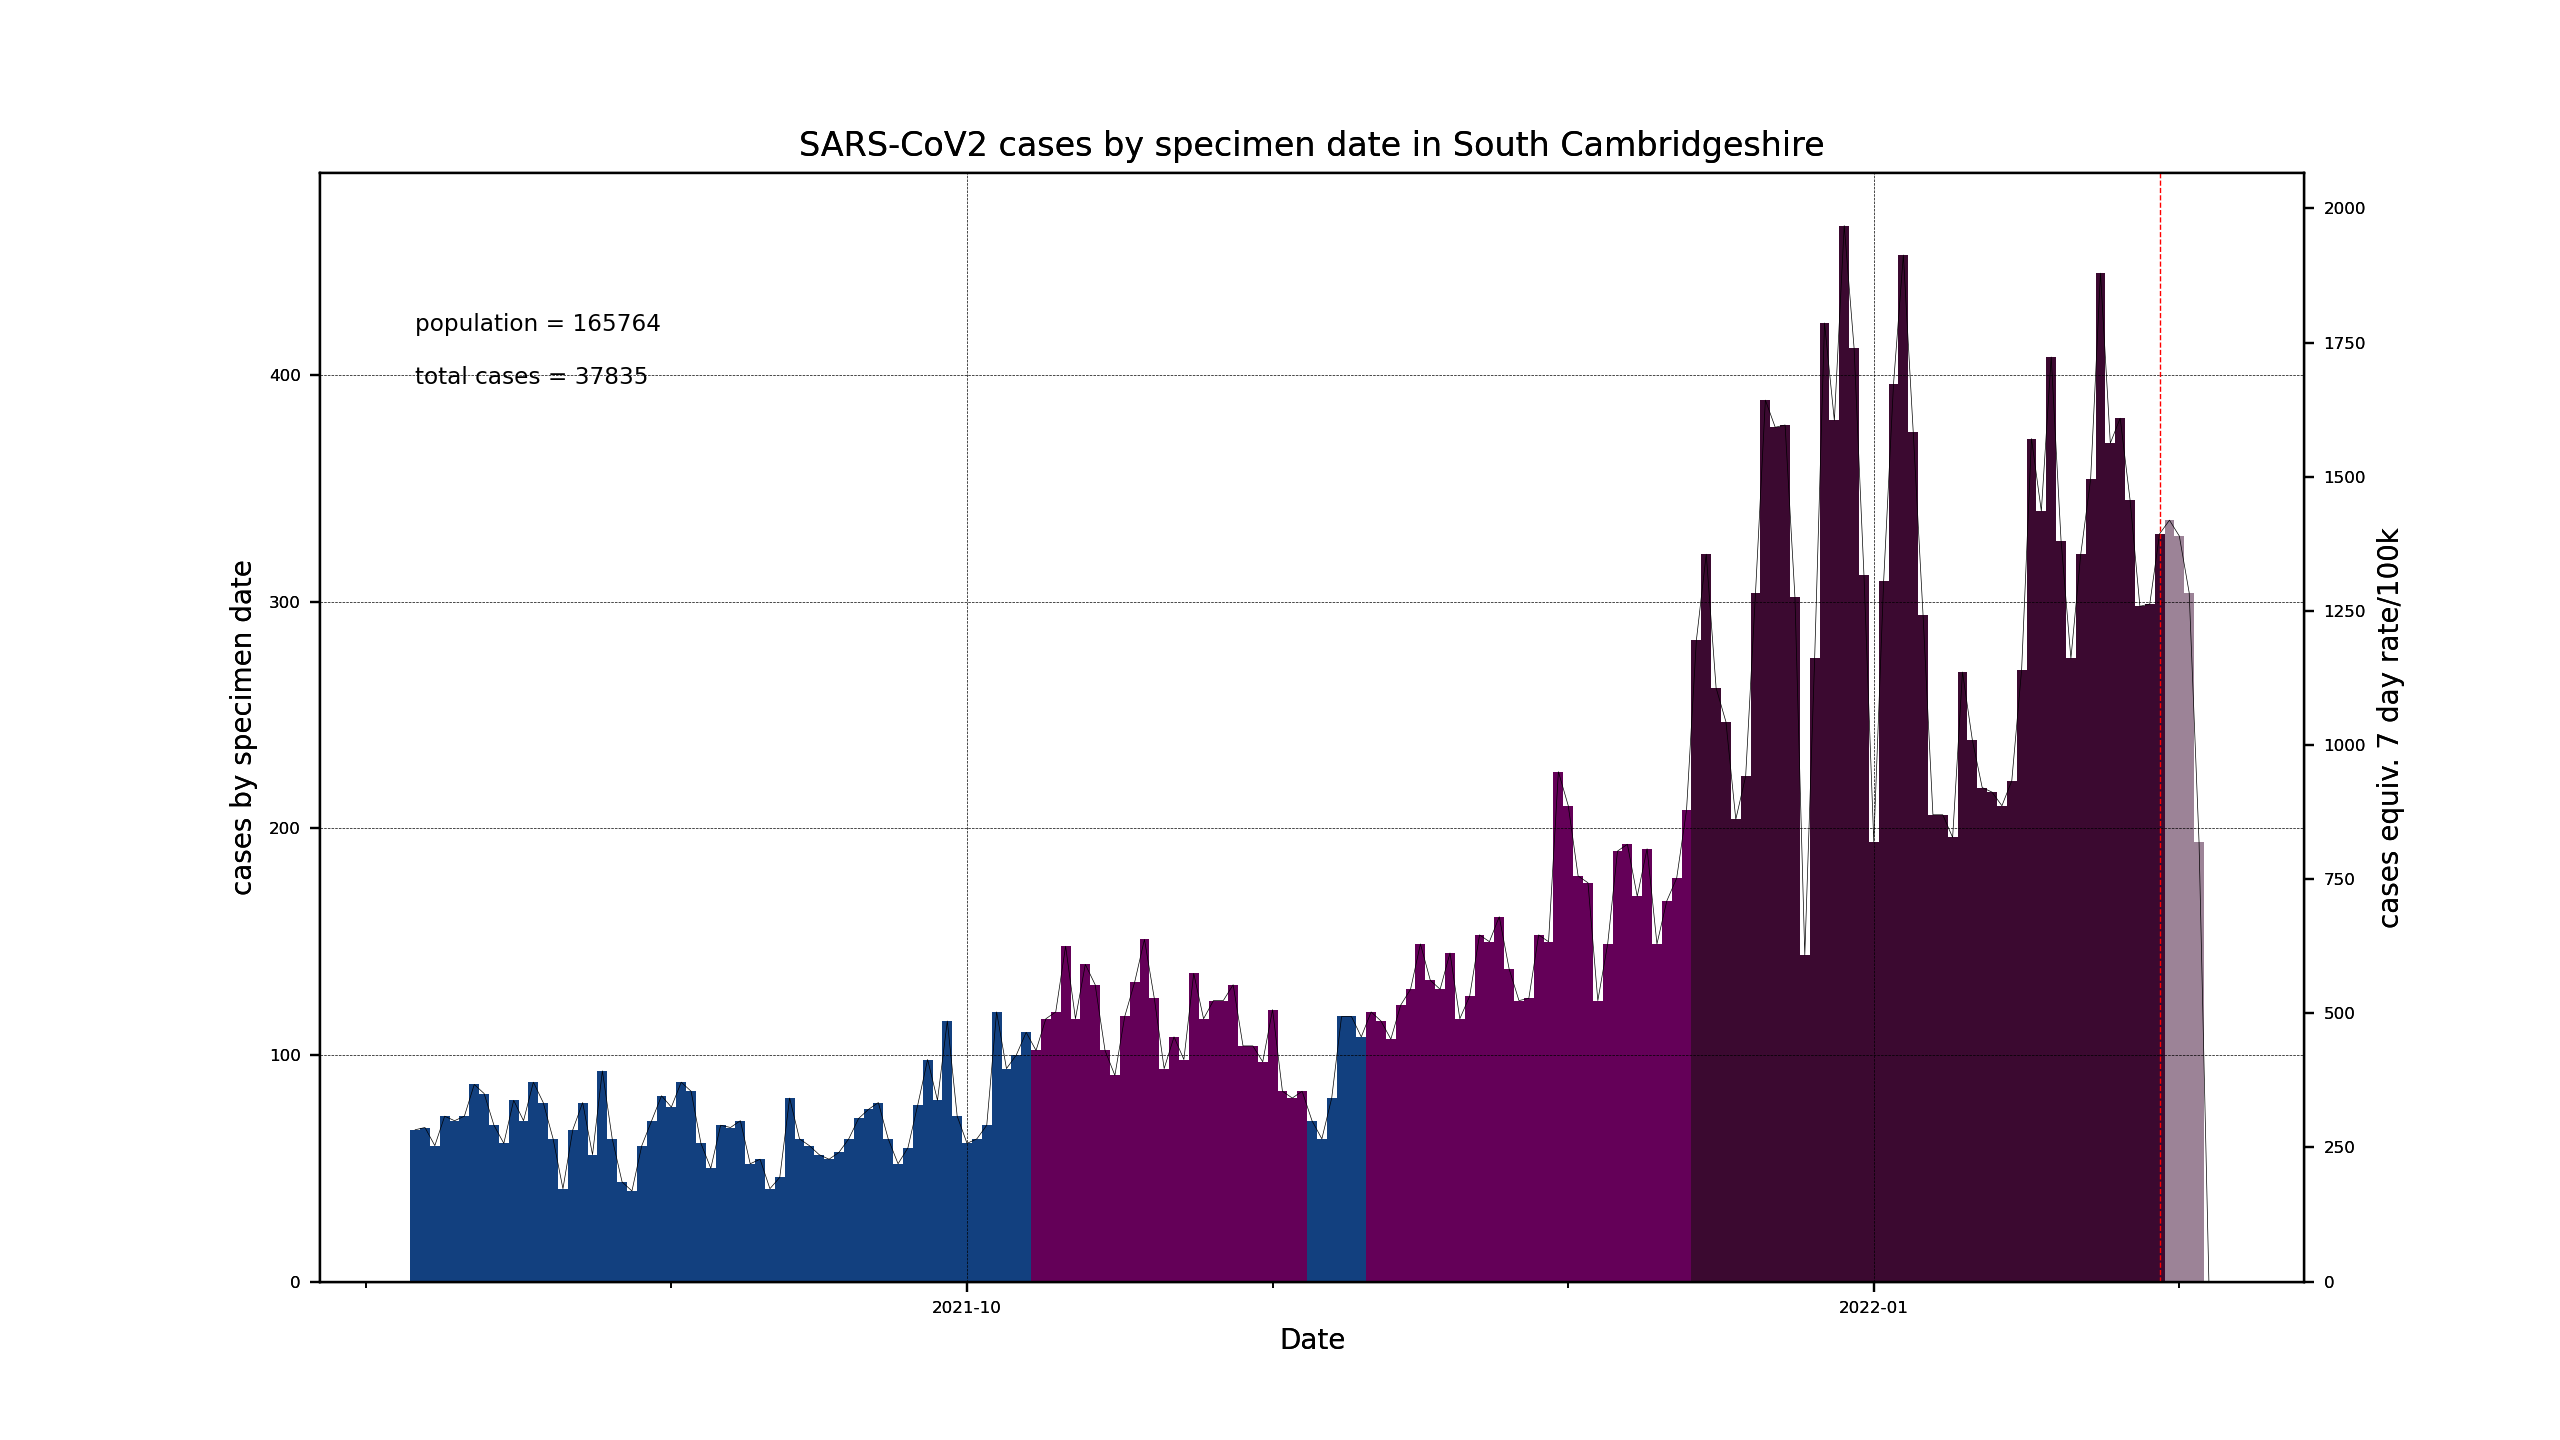 SARS-CoV2 cases by specimen date in South Cambridgeshire
population = 165764
total cases = 37835
cases by specimen date
400
300
200
100
0
2000
1750
1500
1250
1000
750
500
250
0
cases equiv. 7 day rate/100k
2021-10
2022-01
Date